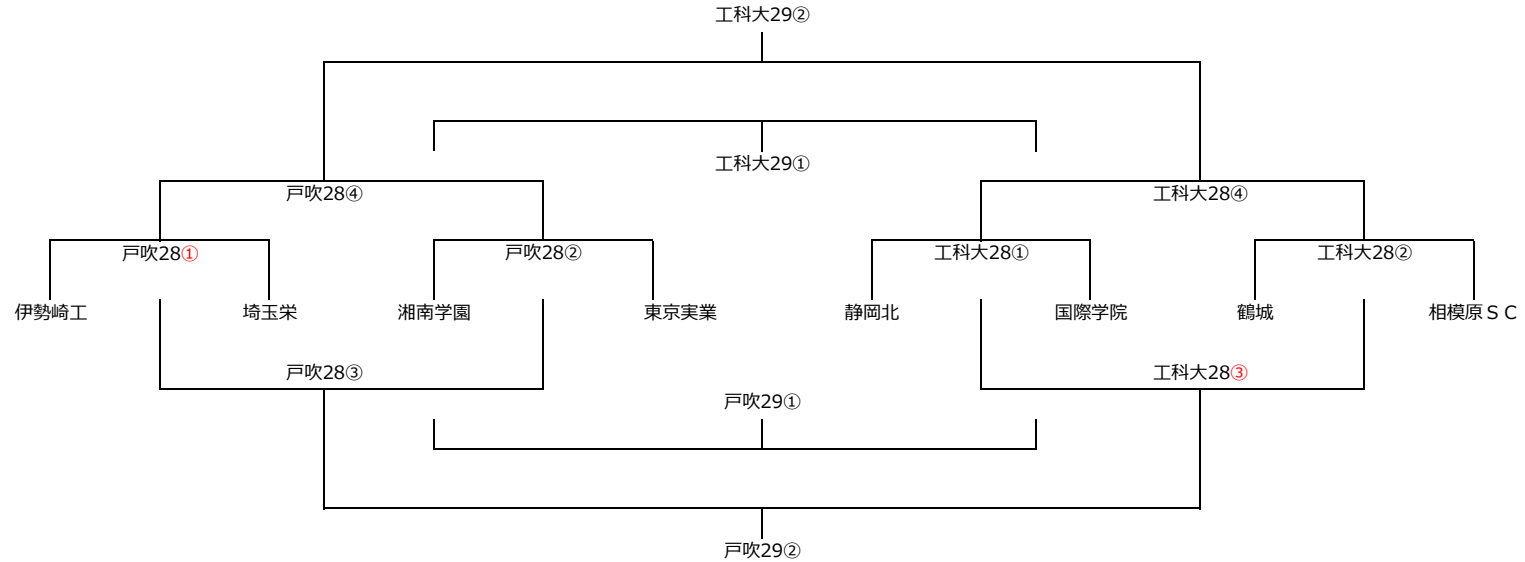 工科大29②
工科大29①
戸吹28④
工科大28④
戸吹28①
戸吹28②
工科大28①
工科大28②
伊勢崎工
埼玉栄
湘南学園
東京実業
静岡北
国際学院
鶴城
相模原ＳＣ
戸吹28③
工科大28③
戸吹29①
戸吹29②